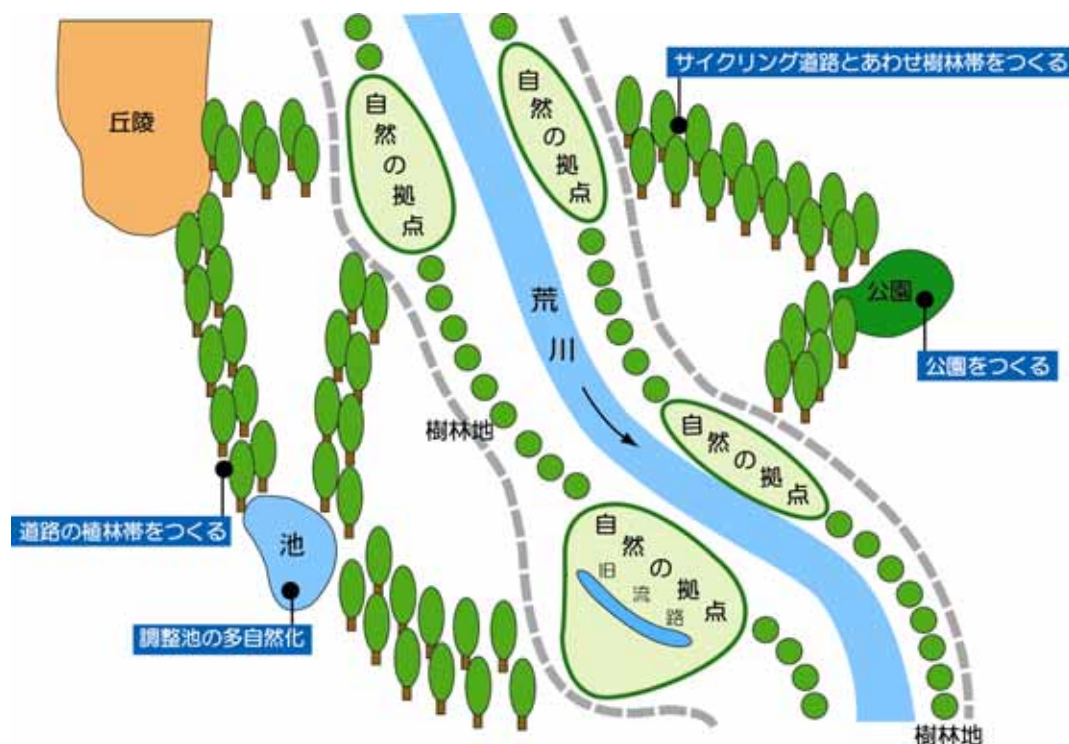 サイクリング道路とあわせ樹林帯をつくる
丘陵
自然の拠点
自然の拠点
公園
荒川
公園をつくる
樹林地
自然の拠点
道路の植林帯をつくる
池
自然の拠点
旧流路
調整池の多自然化
樹林地